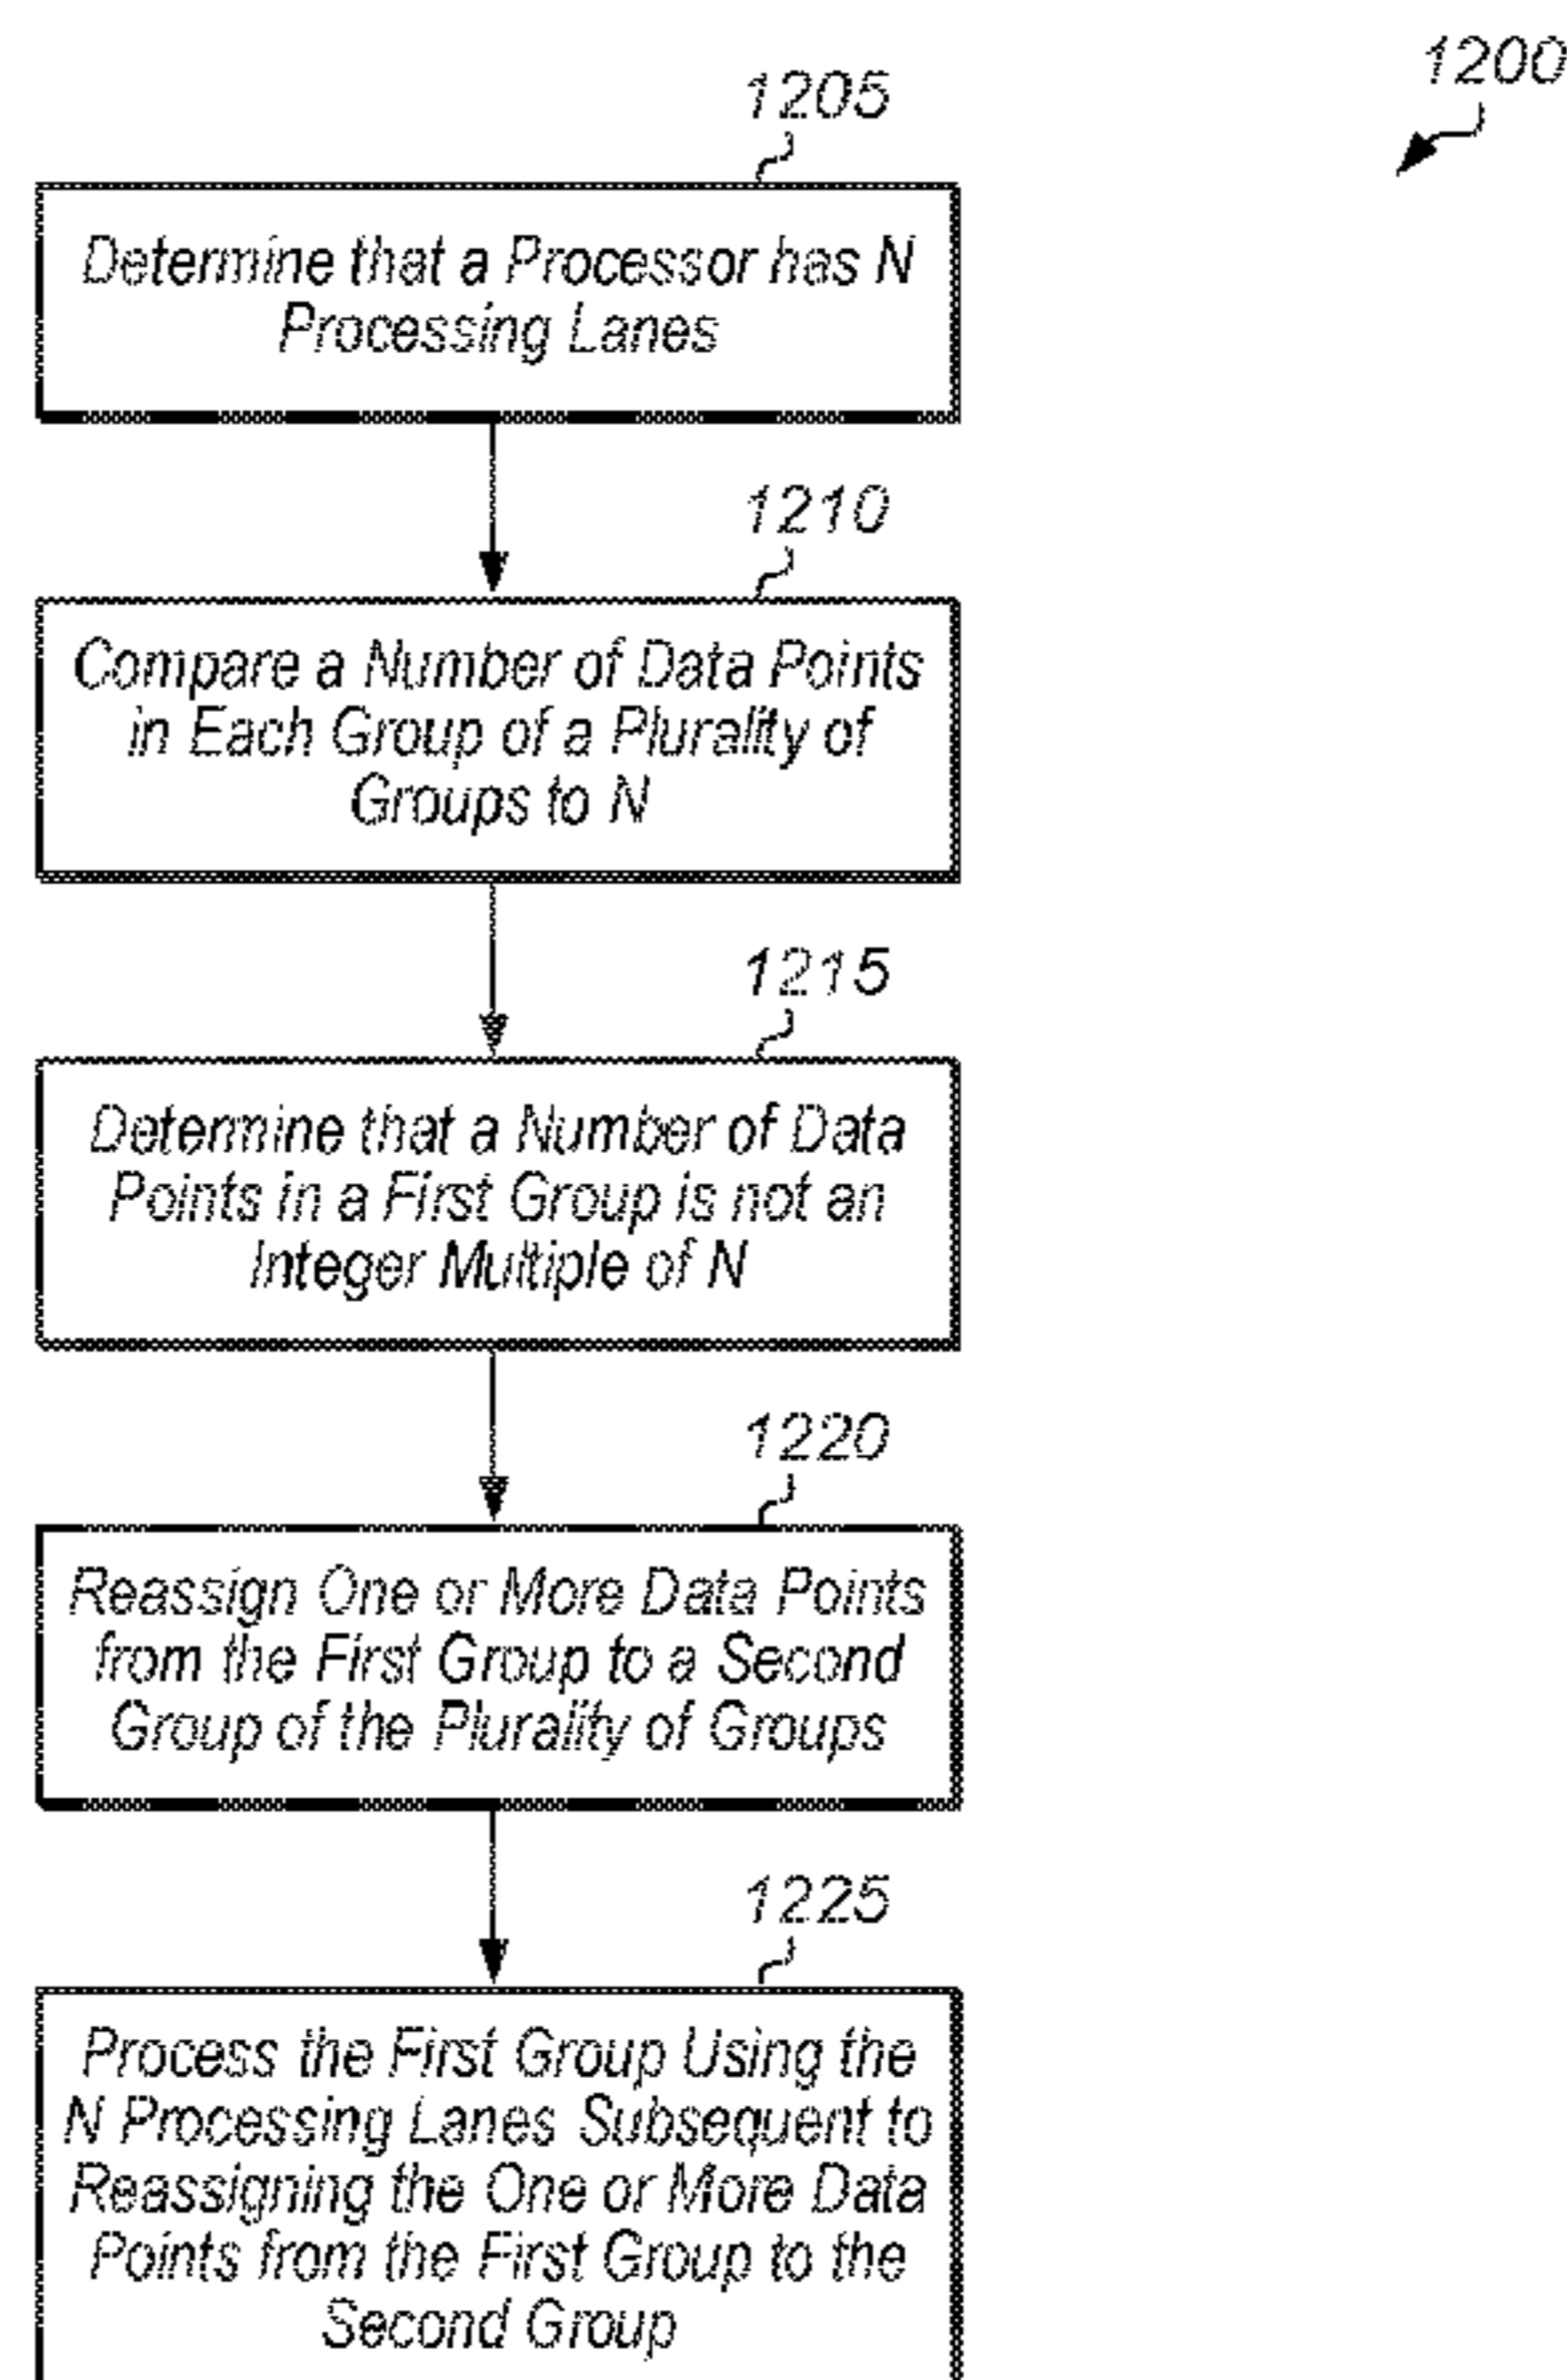 1200
1205
Determine that a Processor has N
Processing Lanes
1210
Compare a Number of Data Points
in Each Group of a Plurality of
Groups to N
1215
Determine that a Number of Data
Points in a First Group is not an
Integer Multiple of N
1220
Reassign One or More Data Points
from the First Group to a Second
Group of the Plurality of Groups
1225
Process the First Group Using the
N Processing Lanes Subsequent to
Reassigning the One or More Data
Points from the First Group to the
Second Group